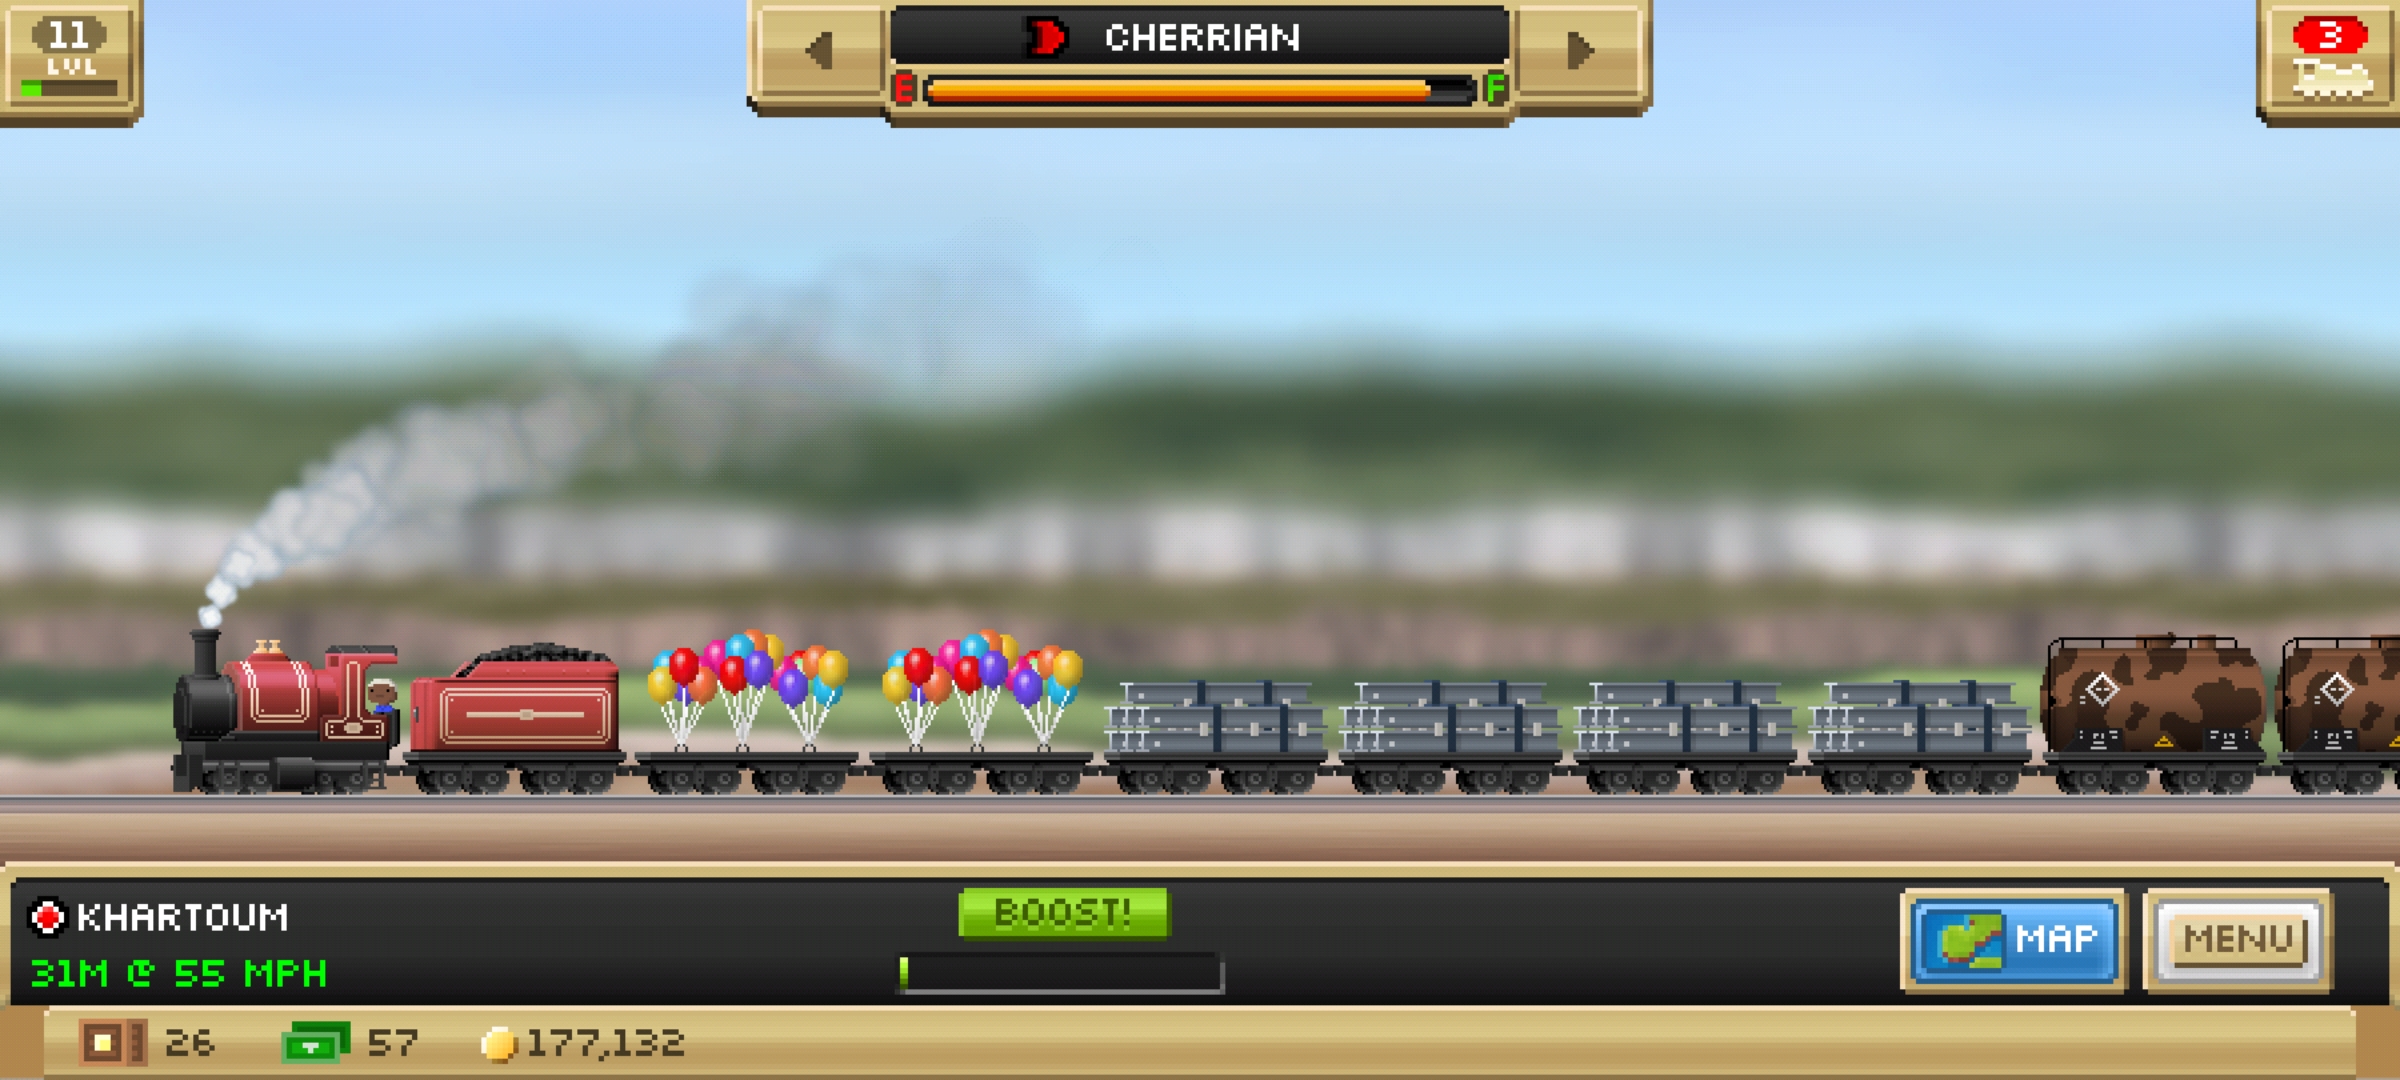 11
LVL
CHERRIAN
E F
3
KHARTOUM
31M @ 55 MPH
BOOST!
MAP
MENU
26
57
177,132